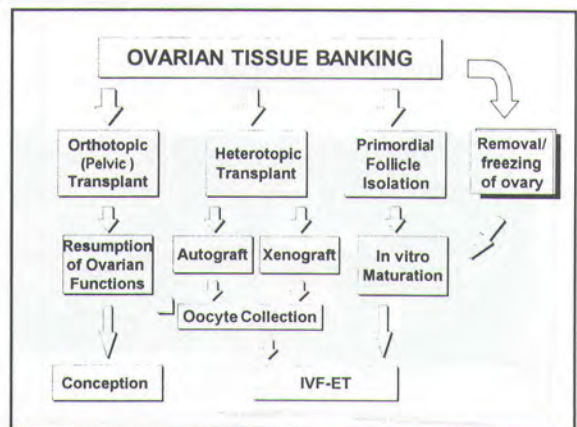 OVARIAN TISSUE BANKING
Orthotopic
(Pelvic)
Transplant
Heterotopic
Transplant
Primordial
Follicle
Isolation
Removal/
freezing
of ovary
Resumption
of Ovarian
Functions
Autograft
Xenograft
In vitro
Maturation
Oocyte Collection
Conception
IVF-ET